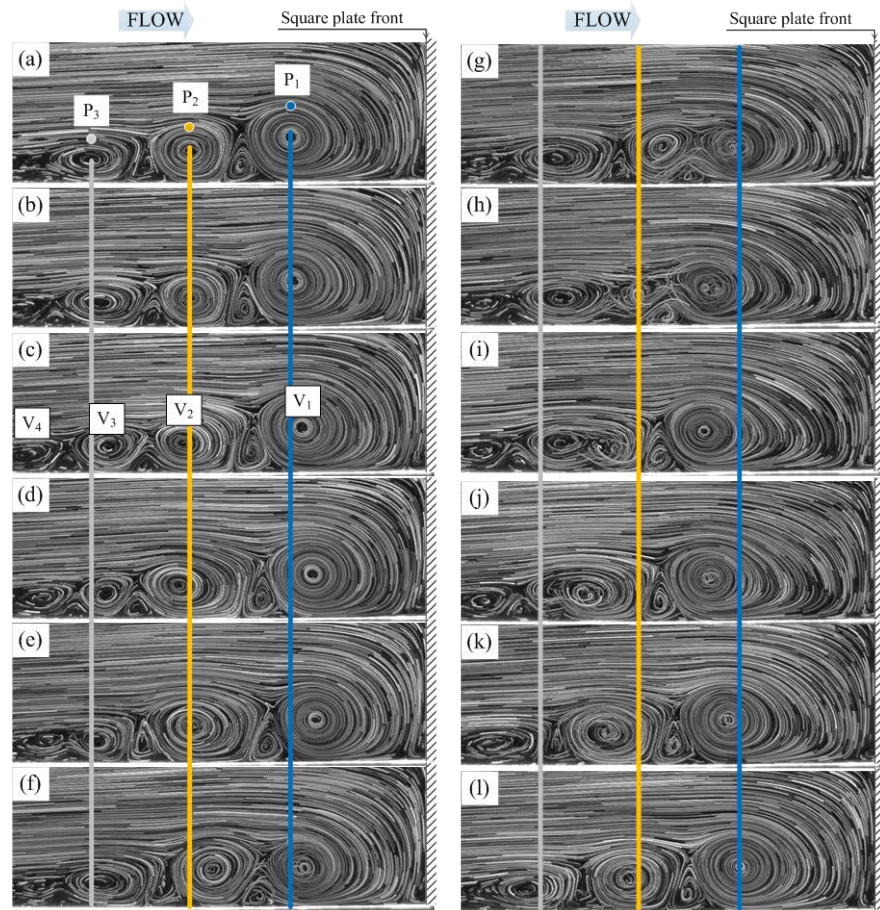 FLOW
Square plate front
FLOW
Square plate front
(a)
P₁
P₂
P₃
(b)
(c)
V₁
V₂
V₃
V₄
(d)
(e)
(f)
(g)
(h)
(i)
(j)
(k)
(l)